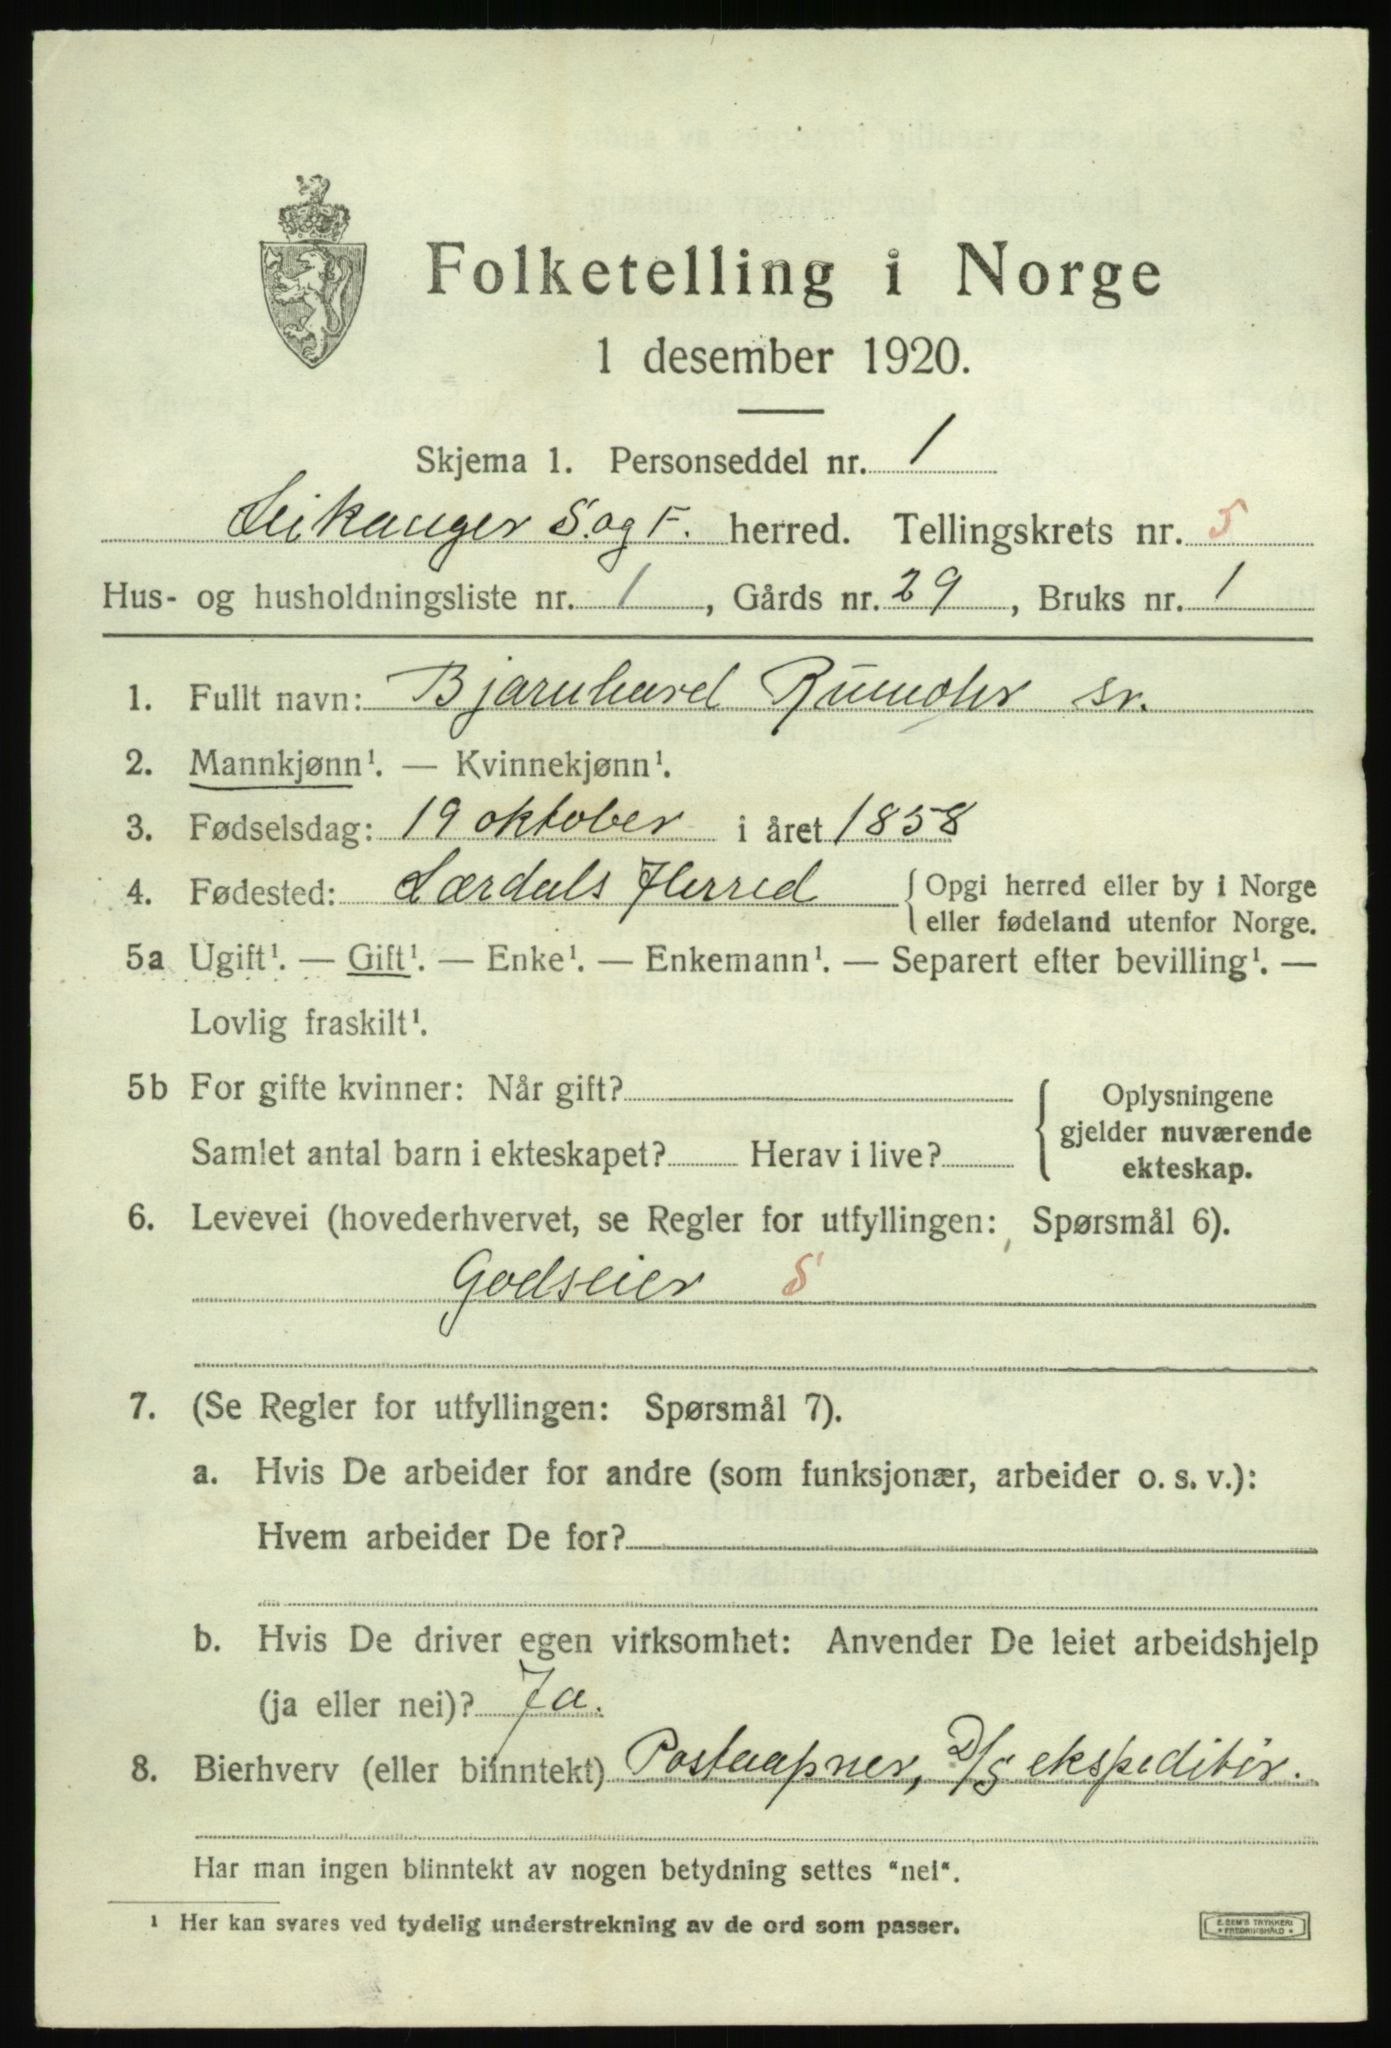 Folketelling i Norge
1 desember 1920.
Skjema 1. Personseddel nr. 1
Leikanger S. og F. herred. Tellingskrets nr. 5
Hus- og husholdningsliste nr. 1, Gårds nr. 29, Bruks nr. 1
1. Fullt navn: Bjarnhard Rumohr sr.
2. Mannkjønn¹. — Kvinnekjønn¹.
3. Fødselsdag: 19 oktober i året 1858
4. Fødested: Lærdals Herred { Opgi herred eller by i Norge
eller fødeland utenfor Norge.
5a Ugift¹. — Gift¹. — Enke¹. — Enkemann¹. — Separert efter bevilling¹. —
Lovlig fraskilt¹.
5b For gifte kvinner: Når gift? { Oplysningene
gjelder nuværende
Samlet antal barn i ekteskapet? Herav i live?
ekteskap.
6. Levevei (hovederhvervet, se Regler for utfyllingen: Spørsmål 6).
Godseier S
7. (Se Regler for utfyllingen: Spørsmål 7).
a. Hvis De arbeider for andre (som funksjonær, arbeider o. s. v.):
Hvem arbeider De for?
b. Hvis De driver egen virksomhet: Anvender De leiet arbeidshjelp
(ja eller nei)? Ja.
8. Bierhverv (eller biinntekt) Postaapner, D/S ekspeditør.
Har man ingen biinntekt av nogen betydning settes "nei".
¹ Her kan svares ved tydelig understrekning av de ord som passer.
E. SEM'S TRYKKERI
* FREDRIKSHALD *